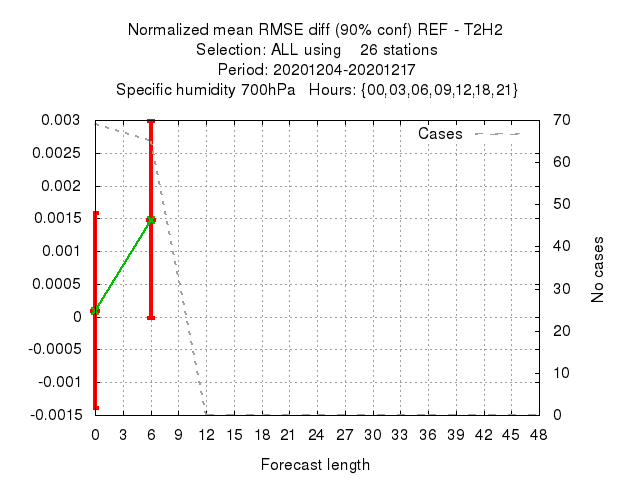 Normalized mean RMSE diff (90% conf) REF - T2H2
Selection: ALL using 26 stations
Period: 20201204-20201217
Specific humidity 700hPa Hours: {00,03,06,09,12,18,21}
Cases
0.003
0.0025
0.002
0.0015
0.001
0.0005
0
-0.0005
-0.001
-0.0015
70
60
50
40
30
20
10
0
No cases
0 3 6 9 12 15 18 21 24 27 30 33 36 39 42 45 48
Forecast length